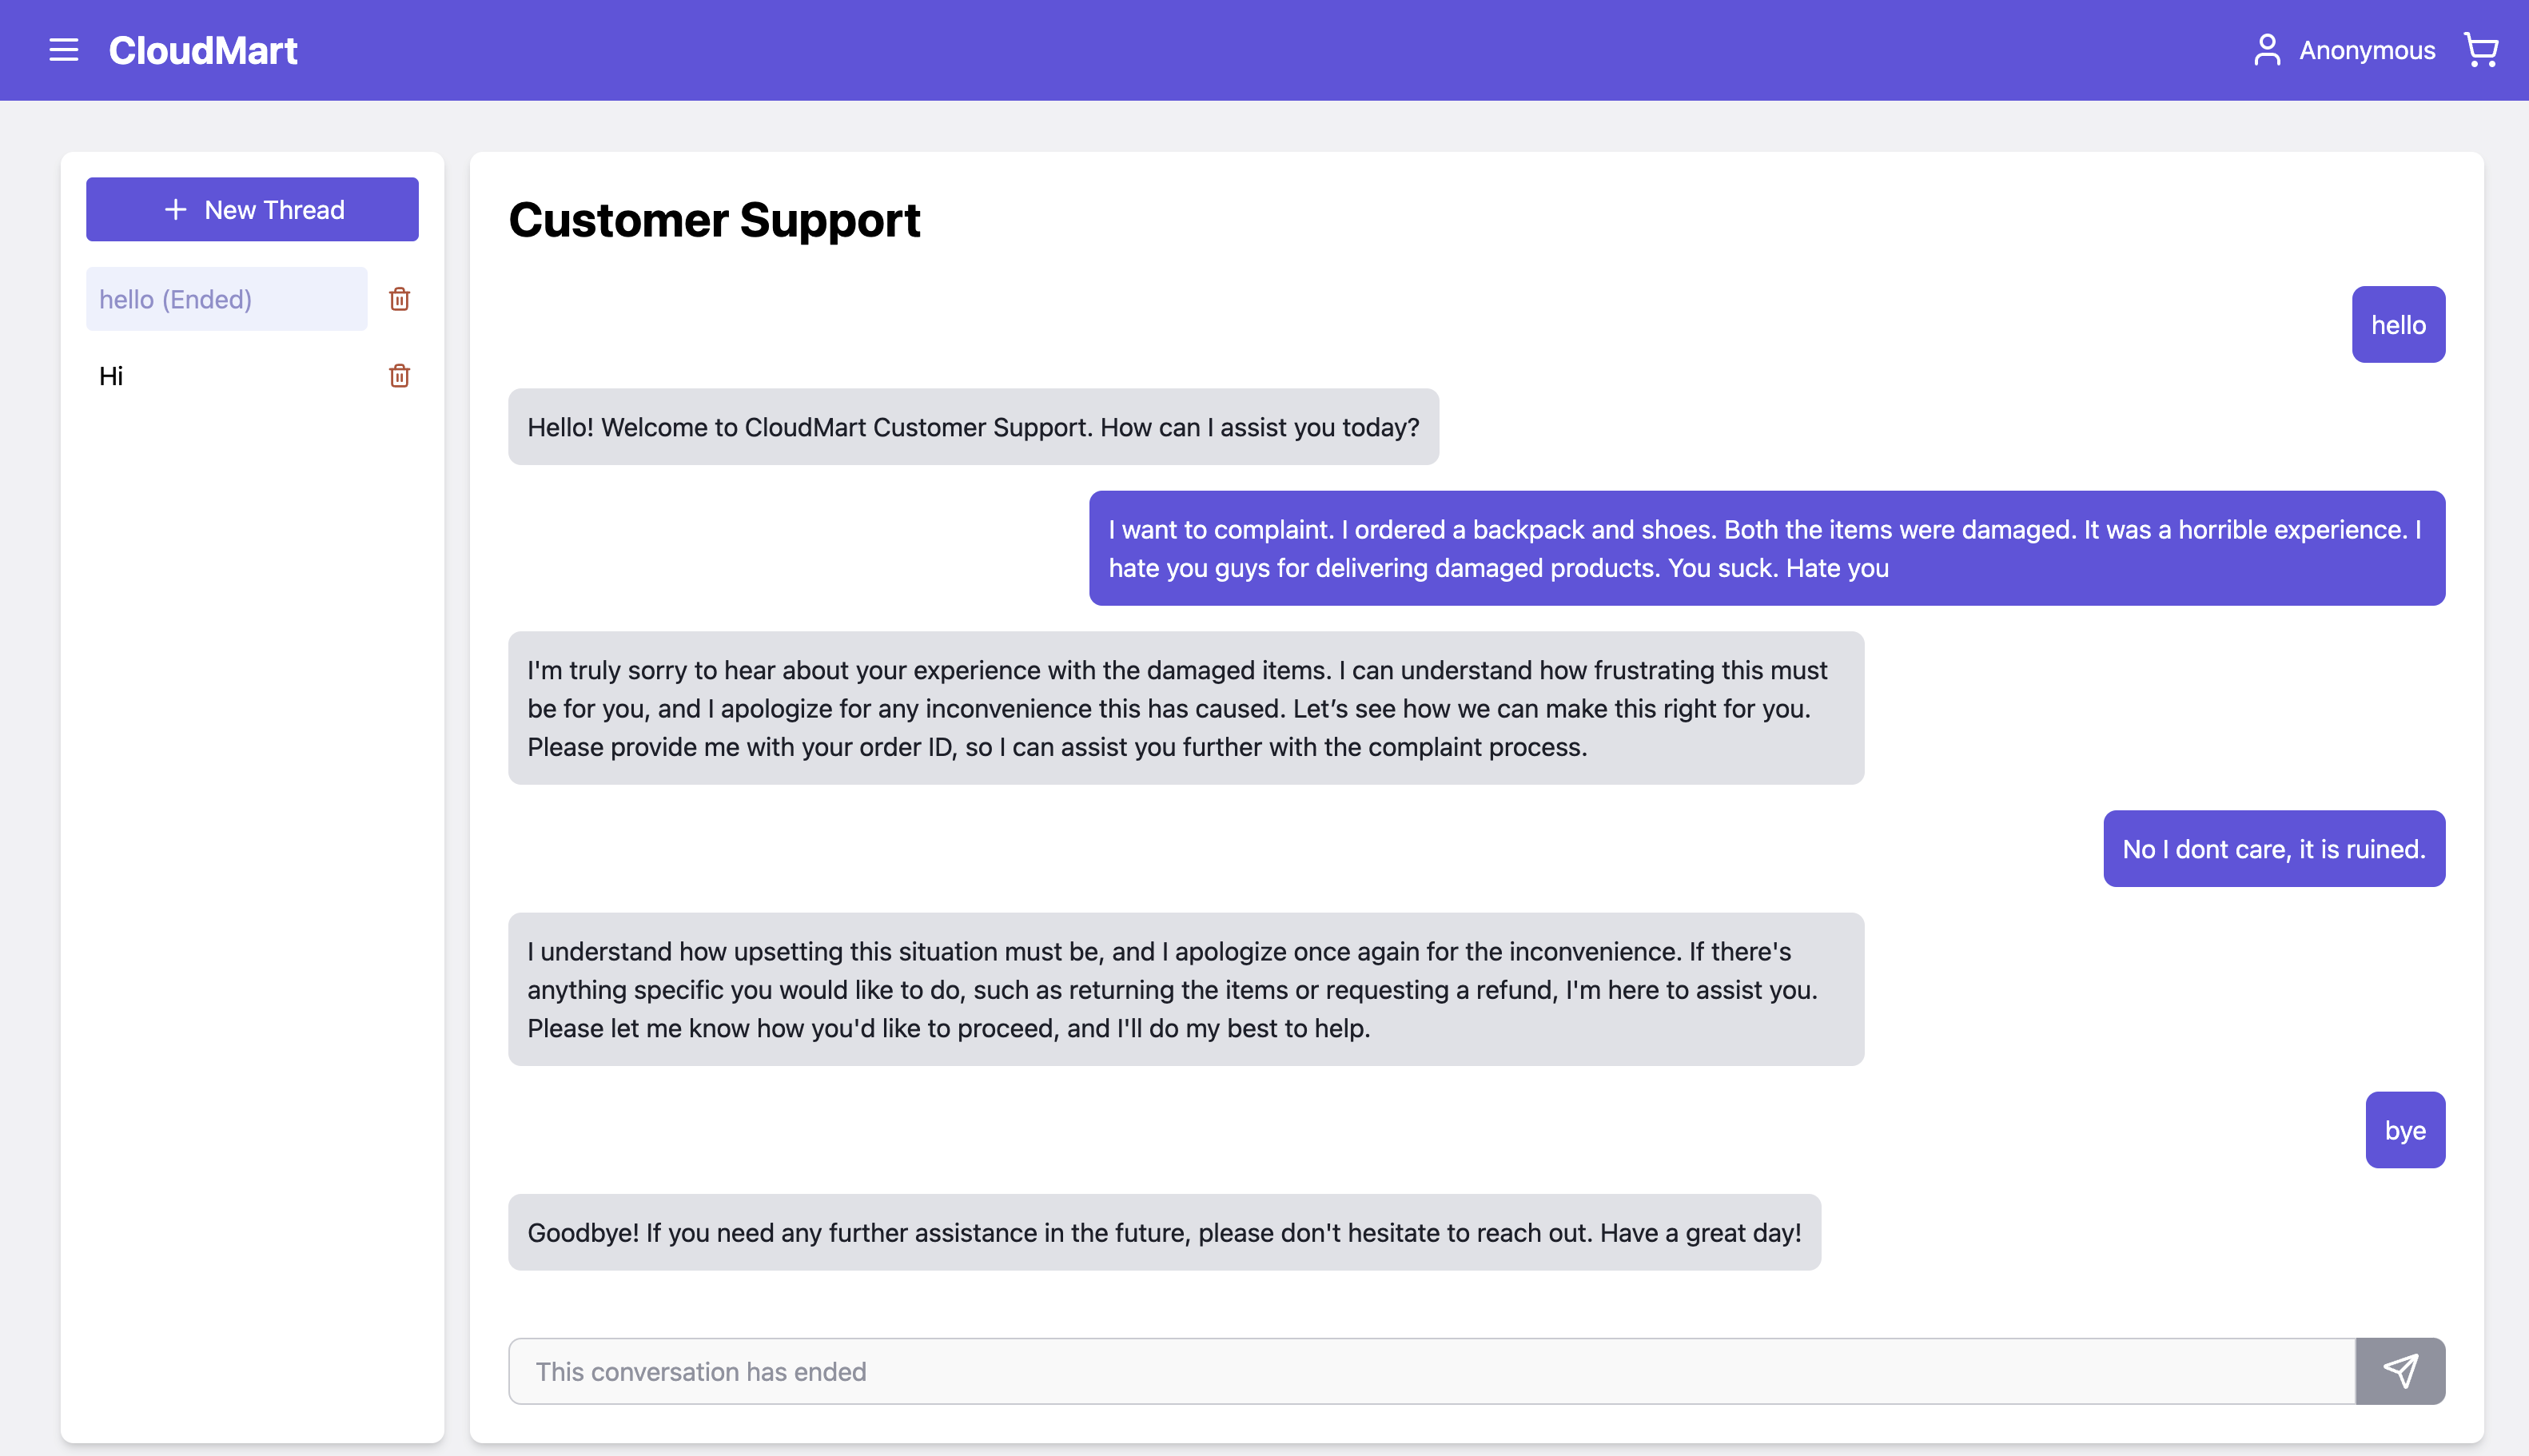 CloudMart
Anonymous
New Thread
hello (Ended)
Hi
Customer Support
hello
Hello! Welcome to CloudMart Customer Support. How can I assist you today?
I want to complaint. I ordered a backpack and shoes. Both the items were damaged. It was a horrible experience. I
hate you guys for delivering damaged products. You suck. Hate you
I'm truly sorry to hear about your experience with the damaged items. I can understand how frustrating this must
be for you, and I apologize for any inconvenience this has caused. Let’s see how we can make this right for you.
Please provide me with your order ID, so I can assist you further with the complaint process.
No I dont care, it is ruined.
I understand how upsetting this situation must be, and I apologize once again for the inconvenience. If there's
anything specific you would like to do, such as returning the items or requesting a refund, I'm here to assist you.
Please let me know how you'd like to proceed, and I'll do my best to help.
bye
Goodbye! If you need any further assistance in the future, please don't hesitate to reach out. Have a great day!
This conversation has ended